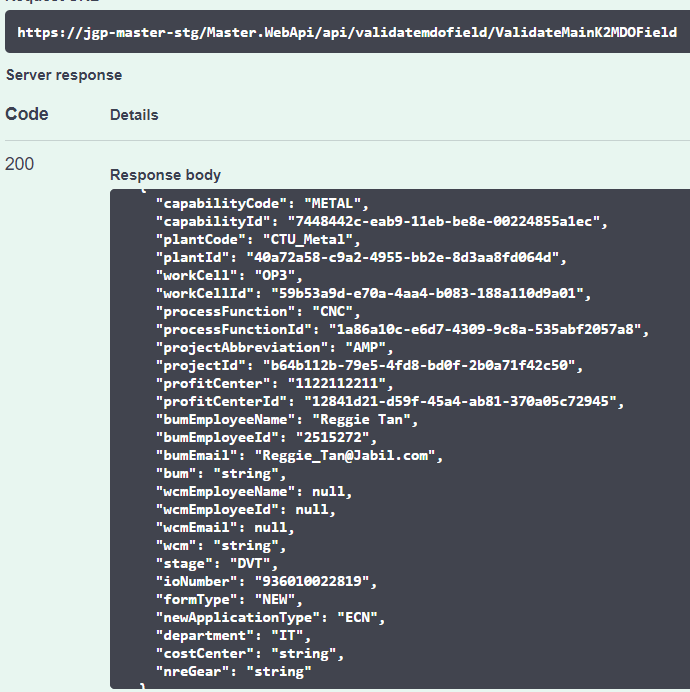 https://jgp-master-stg/Master.WebApi/api/validatemdofield/ValidateMainK2MDOField
Server response
Code
Details
200
Response body
{
"capabilityCode": "METAL",
"capabilityId": "7448442c-eab9-11eb-be8e-00224855a1ec",
"plantCode": "CTU_Metal",
"plantId": "40a72a58-c9a2-4955-bb2e-8d3aa8fd064d",
"workCell": "OP3",
"workCellId": "59b53a9d-e70a-4aa4-b083-188a110d9a01",
"processFunction": "CNC",
"processFunctionId": "1a86a10c-e6d7-4309-9c8a-535abf2057a8",
"projectAbbreviation": "AMP",
"projectId": "b64b112b-79e5-4fd8-bd0f-2b0a71f42c50",
"profitCenter": "1122112211",
"profitCenterId": "12841d21-d59f-45a4-ab81-370a05c72945",
"bumEmployeeName": "Reggie Tan",
"bumEmployeeId": "2515272",
"bumEmail": "Reggie_Tan@Jabil.com",
"bum": "string",
"wcmEmployeeName": null,
"wcmEmployeeId": null,
"wcmEmail": null,
"wcm": "string",
"stage": "DVT",
"ioNumber": "936010022819",
"formType": "NEW",
"newApplicationType": "ECN",
"department": "IT",
"costCenter": "string",
"nreGear": "string"
}